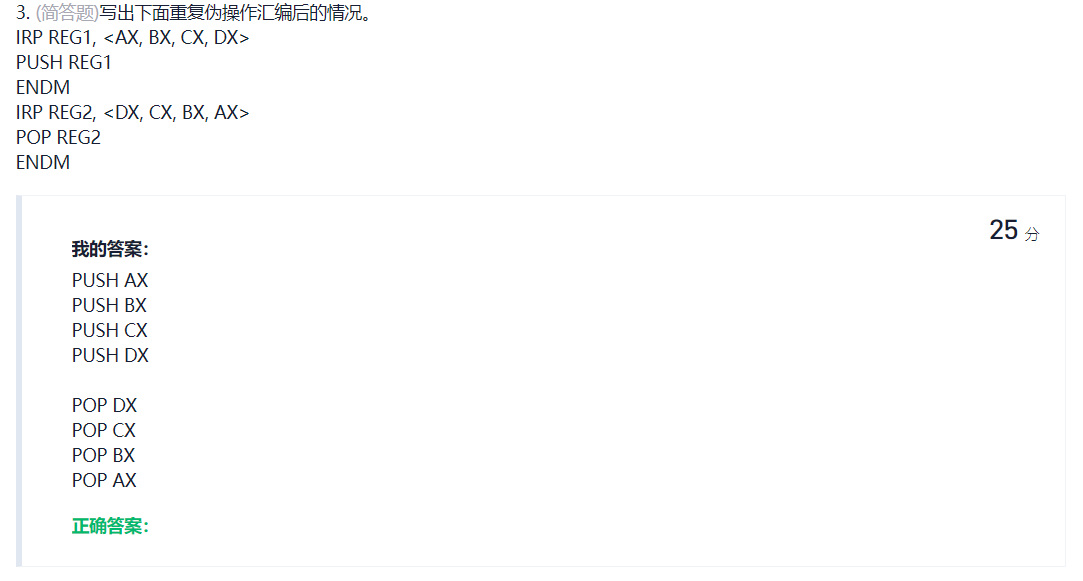 3. (简答题)写出下面重复伪操作汇编后的情况。
IRP REG1, <AX, BX, CX, DX>
PUSH REG1
ENDM
IRP REG2, <DX, CX, BX, AX>
POP REG2
ENDM
25 分
我的答案：
PUSH AX
PUSH BX
PUSH CX
PUSH DX
POP DX
POP CX
POP BX
POP AX
正确答案：